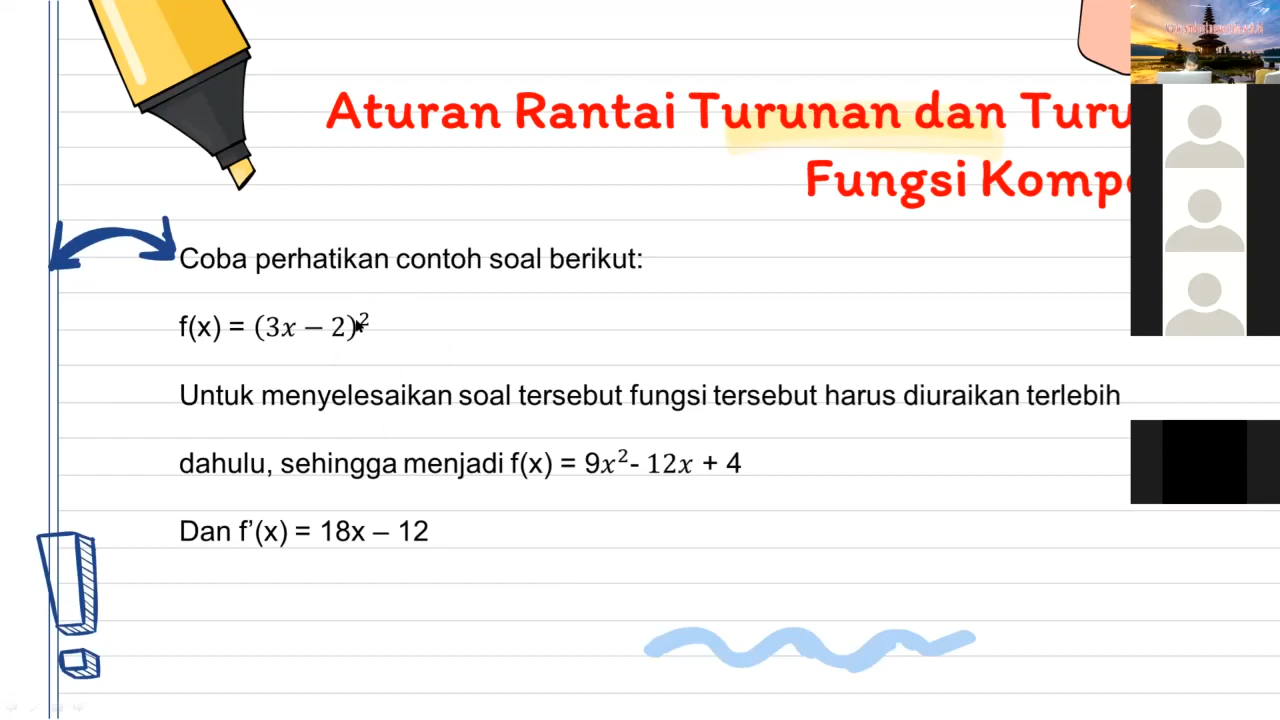 Aturan Rantai Turunan dan Turu
Fungsi Kompo
Coba perhatikan contoh soal berikut:
f(x) = (3x − 2)²
Untuk menyelesaikan soal tersebut fungsi tersebut harus diuraikan terlebih
dahulu, sehingga menjadi f(x) = 9x²- 12x + 4
Dan f’(x) = 18x – 12